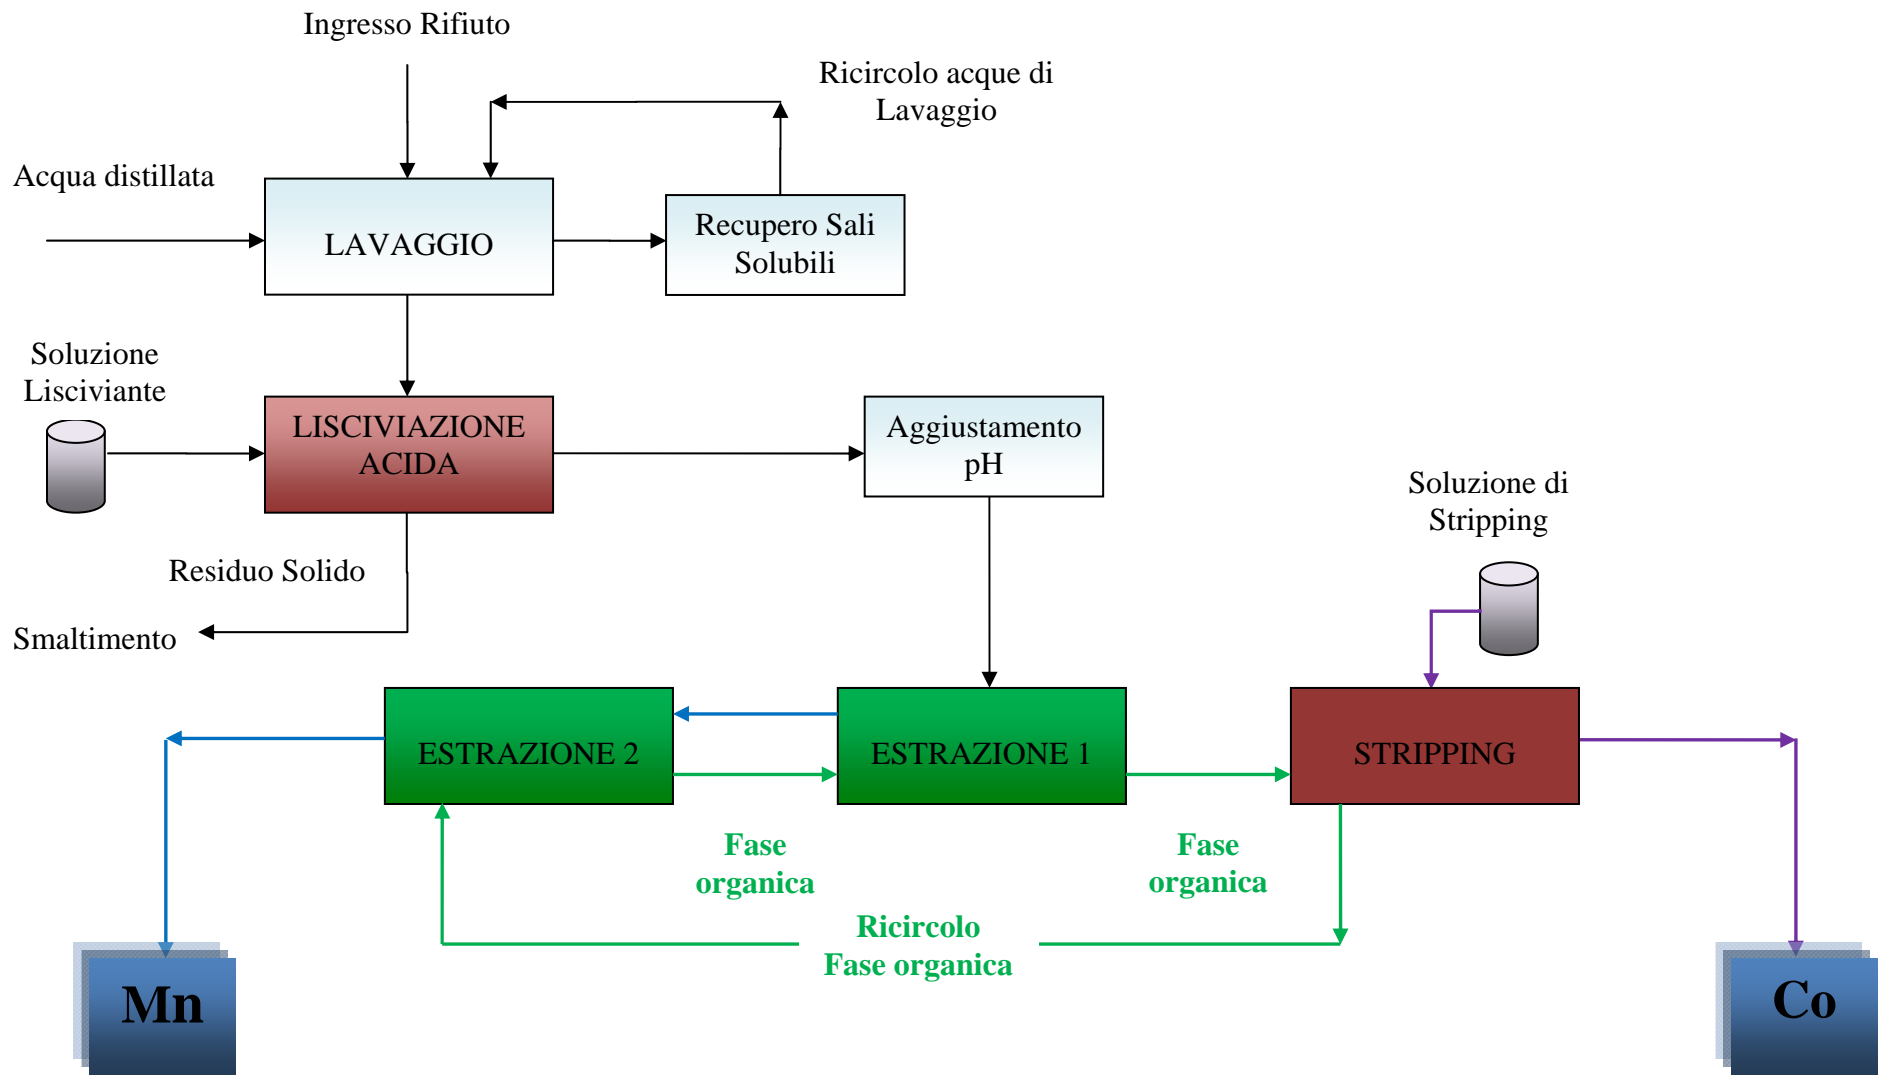 Ingresso Rifiuto
Ricircolo acque di
Lavaggio
Acqua distillata
LAVAGGIO
Recupero Sali
Solubili
Soluzione
Lisciviante
LISCIVIAZIONE
ACIDA
Aggiustamento
pH
Soluzione di
Stripping
Residuo Solido
Smaltimento
ESTRAZIONE 2
ESTRAZIONE 1
STRIPPING
Fase
organica
Fase
organica
Ricircolo
Fase organica
Mn
Co